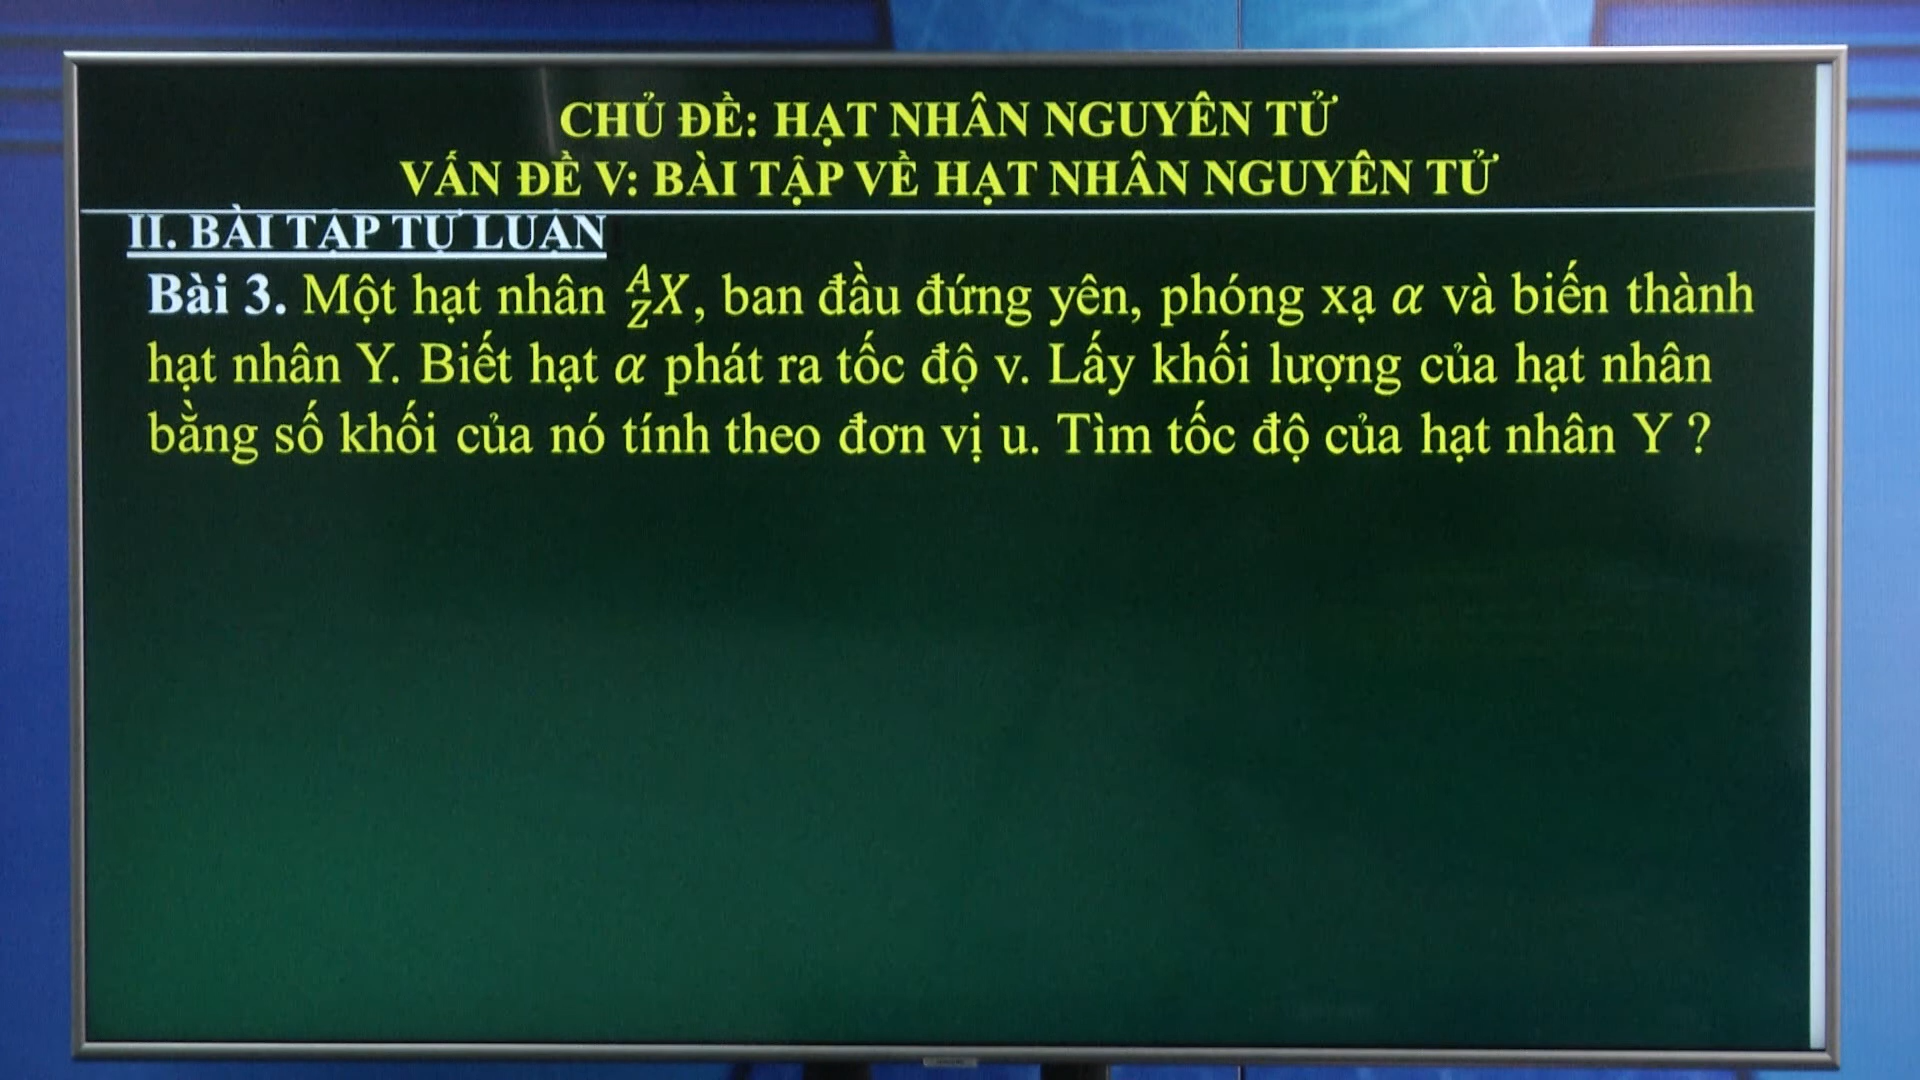 CHỦ ĐỀ: HẠT NHÂN NGUYÊN TỬ
VẤN ĐỀ V: BÀI TẬP VỀ HẠT NHÂN NGUYÊN TỬ
II. BÀI TẬP TỰ LUẬN
Bài 3. Một hạt nhân $^{A}_{Z}X$, ban đầu đứng yên, phóng xạ α và biến thành
hạt nhân Y. Biết hạt α phát ra tốc độ v. Lấy khối lượng của hạt nhân
bằng số khối của nó tính theo đơn vị u. Tìm tốc độ của hạt nhân Y ?